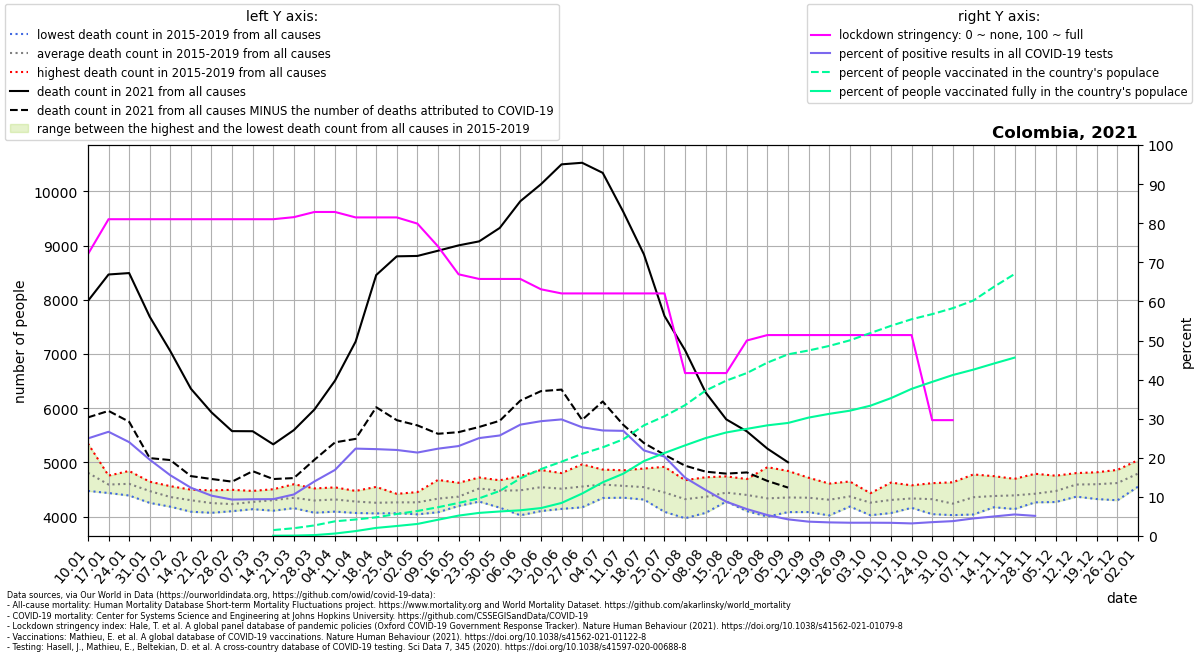 left Y axis:
lowest death count in 2015-2019 from all causes
average death count in 2015-2019 from all causes
highest death count in 2015-2019 from all causes
death count in 2021 from all causes
death count in 2021 from all causes MINUS the number of deaths attributed to COVID-19
range between the highest and the lowest death count from all causes in 2015-2019
right Y axis:
lockdown stringency: 0 ~ none, 100 ~ full
percent of positive results in all COVID-19 tests
percent of people vaccinated in the country's populace
percent of people vaccinated fully in the country's populace
Colombia, 2021
number of people
10000
9000
8000
7000
6000
5000
4000
100
90
80
70
60
50
40
30
20
10
0
percent
10.01 17.01 24.01 31.01 07.02 14.02 21.02 28.02 07.03 14.03 21.03 28.03 04.04 11.04 18.04 25.04 02.05 09.05 16.05 23.05 30.05 06.06 13.06 20.06 27.06 04.07 11.07 18.07 25.07 01.08 08.08 15.08 22.08 29.08 05.09 12.09 19.09 26.09 03.10 10.10 17.10 24.10 31.10 07.11 14.11 21.11 28.11 05.12 12.12 19.12 26.12 02.01
date
Data sources, via Our World in Data (https://ourworldindata.org, https://github.com/owid/covid-19-data):
- All-cause mortality: Human Mortality Database Short-term Mortality Fluctuations project. https://www.mortality.org and World Mortality Dataset. https://github.com/akarlinsky/world_mortality
- COVID-19 mortality: Center for Systems Science and Engineering at Johns Hopkins University. https://github.com/CSSEGISandData/COVID-19
- Lockdown stringency index: Hale, T. et al. A global panel database of pandemic policies (Oxford COVID-19 Government Response Tracker). Nature Human Behaviour (2021). https://doi.org/10.1038/s41562-021-01079-8
- Vaccinations: Mathieu, E. et al. A global database of COVID-19 vaccinations. Nature Human Behaviour (2021). https://doi.org/10.1038/s41562-021-01122-8
- Testing: Hasell, J., Mathieu, E., Beltekian, D. et al. A cross-country database of COVID-19 testing. Sci Data 7, 345 (2020). https://doi.org/10.1038/s41597-020-00688-8